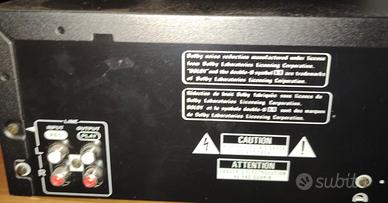 Dolby noise reduction manufactured under license
from Dolby Laboratories Licensing Corporation.
"DOLBY" and the double-D symbol are trademarks
of Dolby Laboratories Licensing Corporation.
Réduction de bruit Dolby fabriquée sous licence de
Dolby Laboratories Licensing Corporation.
"DOLBY" et le symbole double-D sont des marques
de Dolby Laboratories Licensing Corporation.
LINE
INPUT
OUTPUT
REC
PLAY
L
R
CAUTION
ATTENTION
subito